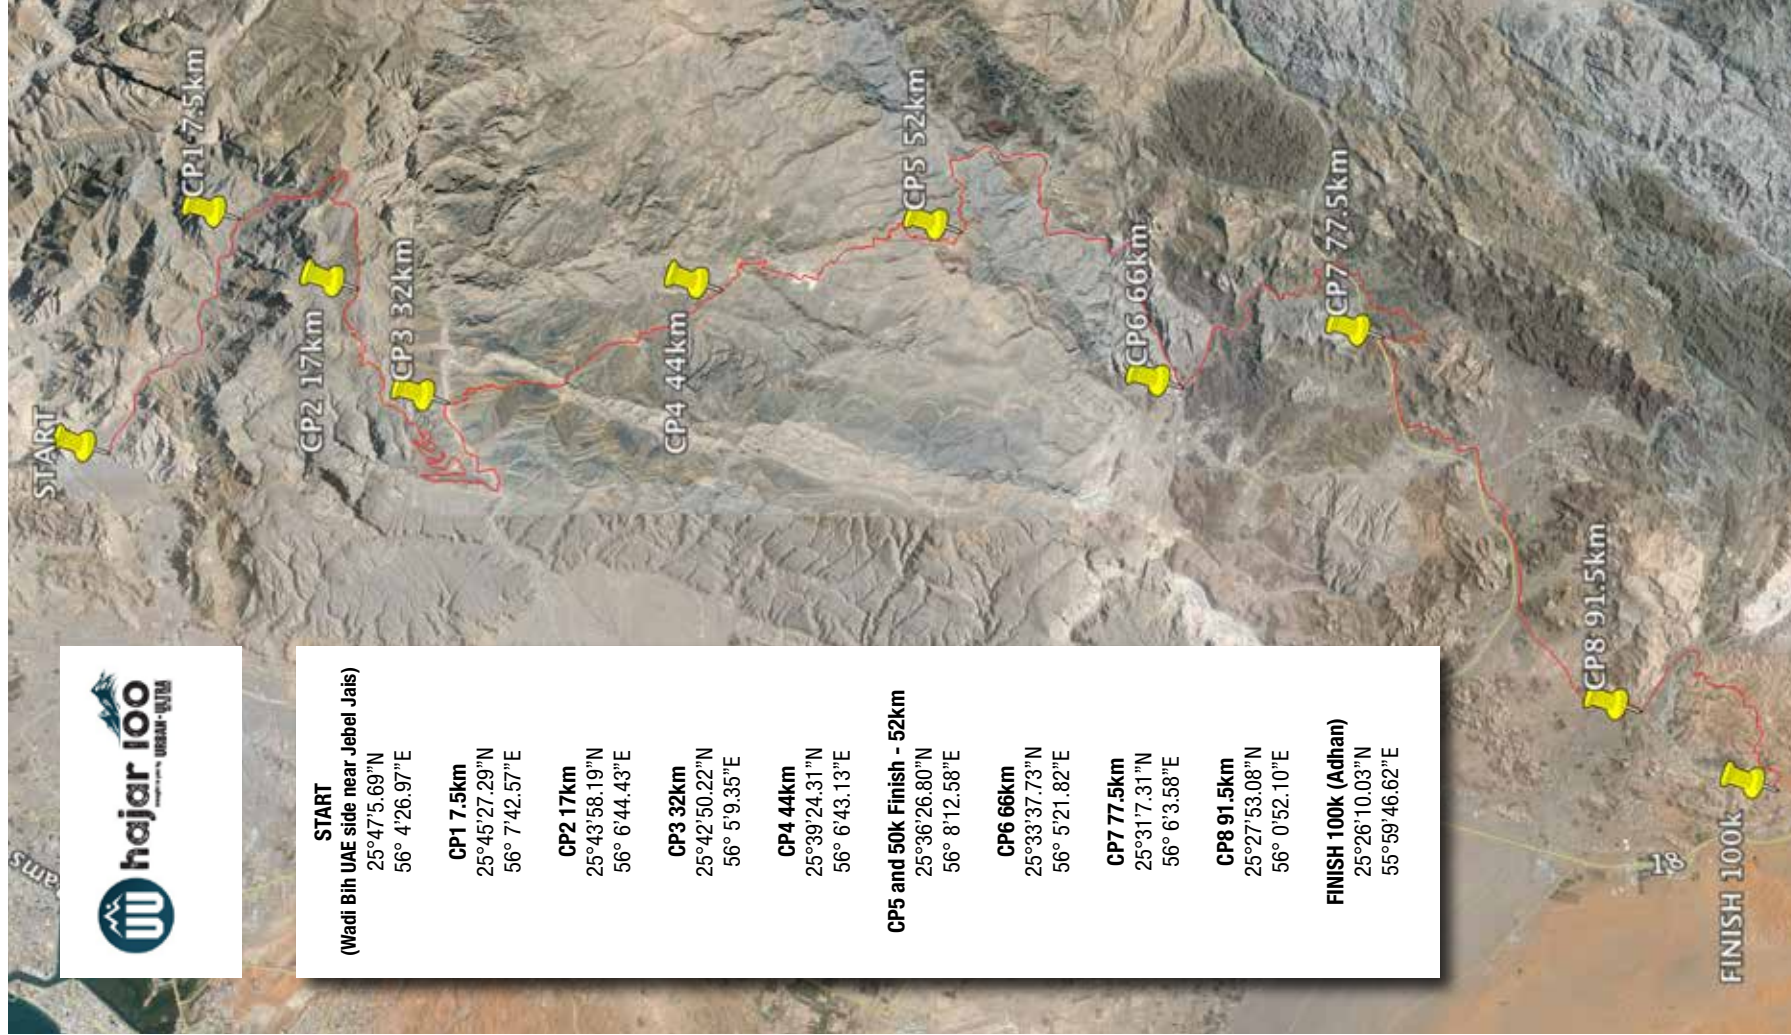 hajar 100
brought to you by
URBAN-ULTRA
START
(Wadi Bih UAE side near Jebel Jais)
25°47'5.69”N
56° 4'26.97”E
CP1 7.5km
25°45'27.29”N
56° 7'42.57”E
CP2 17km
25°43'58.19”N
56° 6'44.43”E
CP3 32km
25°42'50.22”N
56° 5'9.35”E
CP4 44km
25°39'24.31”N
56° 6'43.13”E
CP5 and 50k Finish - 52km
25°36'26.80”N
56° 8'12.58”E
CP6 66km
25°33'37.73”N
56° 5'21.82”E
CP7 77.5km
25°31'17.31”N
56° 6'3.58”E
CP8 91.5km
25°27'53.08”N
56° 0'52.10”E
FINISH 100k (Adhan)
25°26'10.03”N
55°59'46.62”E
START
CP1 7.5km
CP2 17km
CP3 32km
CP4 44km
CP5 52km
CP6 66km
CP7 77.5km
CP8 91.5km
FINISH 100k
18